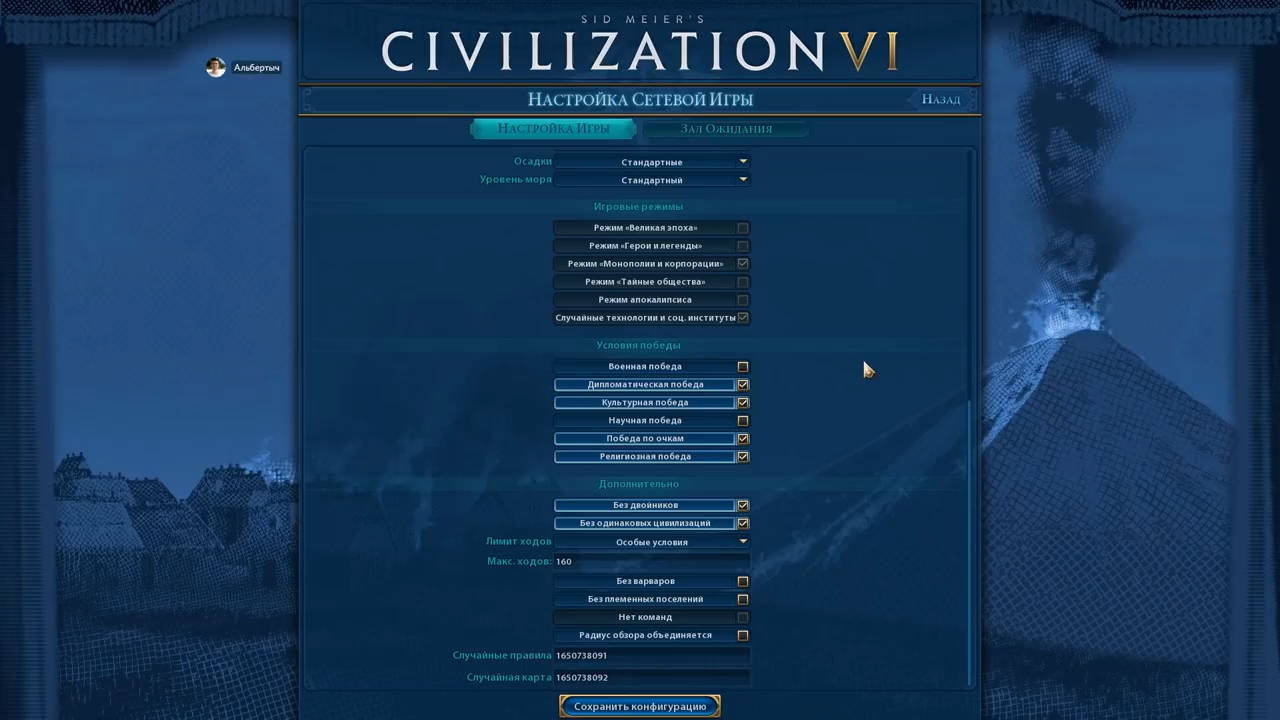 SID MEIER'S
CIVILIZATION VI
Альбертыч
Настройка Сетевой Игры
Назад
Настройка Игры
Зал Ожидания
Осадки Стандартные
Уровень моря Стандартный
Игровые режимы
Режим «Великая эпоха»
Режим «Герои и легенды»
Режим «Монополии и корпорации»
Режим «Тайные общества»
Режим апокалипсиса
Случайные технологии и соц. институты
Условия победы
Военная победа
Дипломатическая победа
Культурная победа
Научная победа
Победа по очкам
Религиозная победа
Дополнительно
Без двойников
Без одинаковых цивилизаций
Лимит ходов Особые условия
Макс. ходов: 160
Без варваров
Без племенных поселений
Нет команд
Радиус обзора объединяется
Случайные правила 1650738091
Случайная карта 1650738092
Сохранить конфигурацию